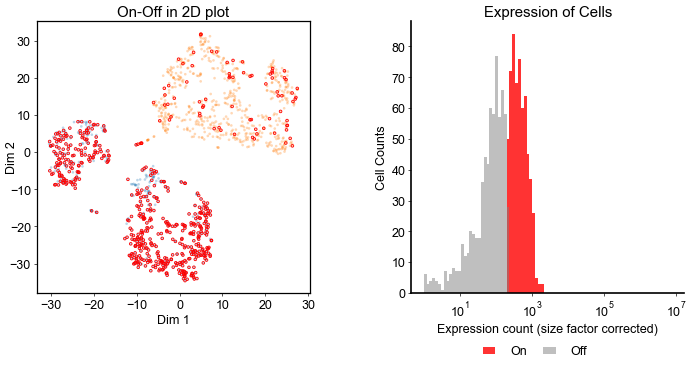 On-Off in 2D plot
Dim 2
30
20
10
0
−10
−20
−30
−30 −20 −10 0 10 20 30
Dim 1
Expression of Cells
Cell Counts
80
70
60
50
40
30
20
10
0
10^1 10^3 10^5 10^7
Expression count (size factor corrected)
On Off